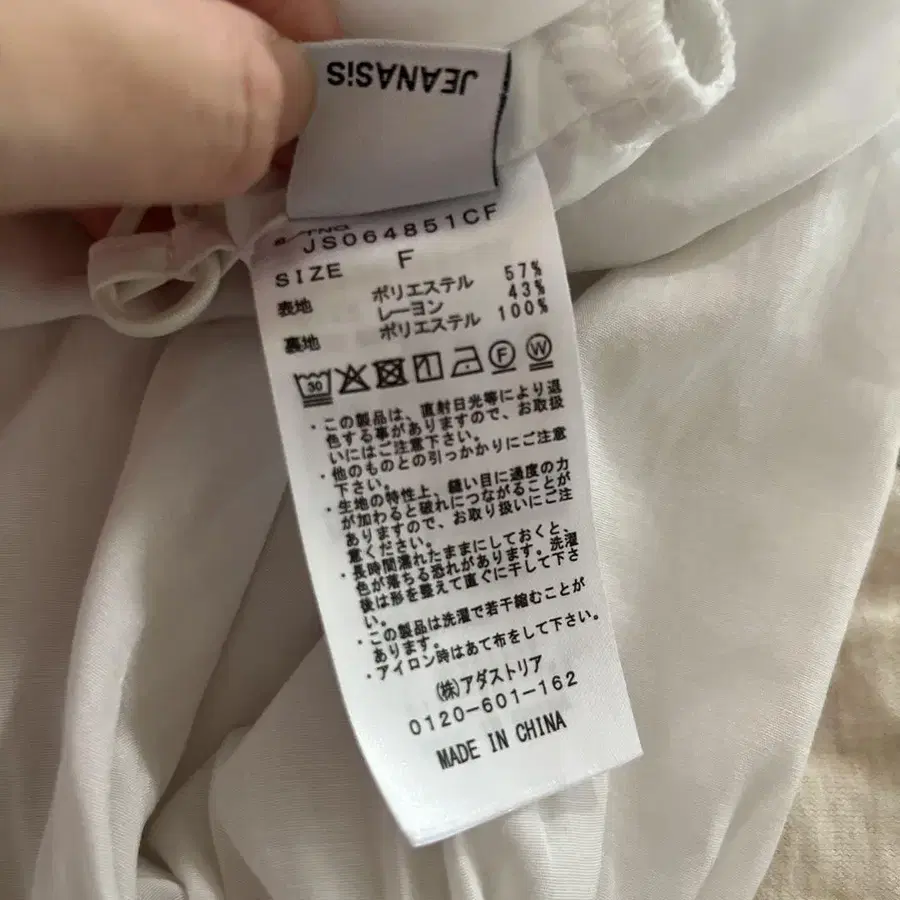 JEANASiS
JS064851CF
SIZE F
表地 ポリエステル 57%
レーヨン 43%
裏地 ポリエステル 100%
30 F W
・この製品は、直射日光等により退
色する事がありますので、お取扱
いにはご注意下さい。
・他のものとの引っかかりにご注意
下さい。
・生地の特性上、縫い目に過度の力
が加わると破れにつながることが
ありますので、お取り扱いにご注
意ください。
・長時間濡れたままにしておくと、
色が落ちる恐れがあります。洗濯
後は形を整えて直ぐに干して下さ
い。
・この製品は洗濯で若干縮むことが
あります。
・アイロン時はあて布をして下さい。
(株)アダストリア
0120-601-162
MADE IN CHINA